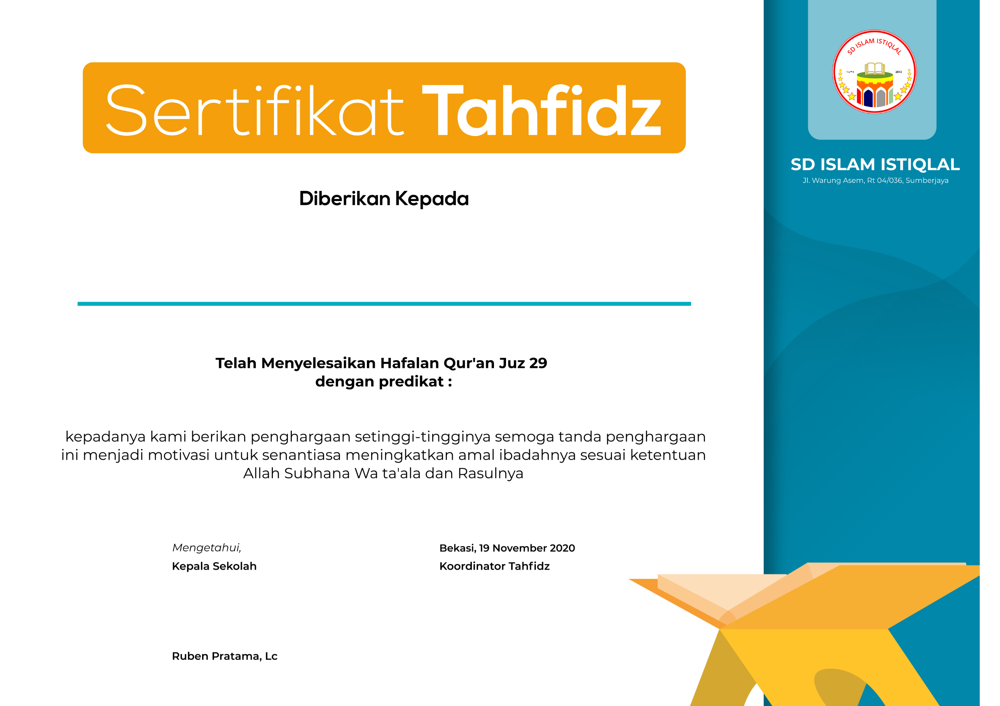 Sertifikat Tahfidz
Diberikan Kepada
Telah Menyelesaikan Hafalan Qur'an Juz 29
dengan predikat :
kepadanya kami berikan penghargaan setinggi-tingginya semoga tanda penghargaan
ini menjadi motivasi untuk senantiasa meningkatkan amal ibadahnya sesuai ketentuan
Allah Subhana Wa ta'ala dan Rasulnya
Mengetahui,
Kepala Sekolah
Ruben Pratama, Lc
Bekasi, 19 November 2020
Koordinator Tahfidz
SD ISLAM ISTIQLAL
١٤٣٥
2013
SD ISLAM ISTIQLAL
Jl. Warung Asem, Rt 04/036, Sumberjaya